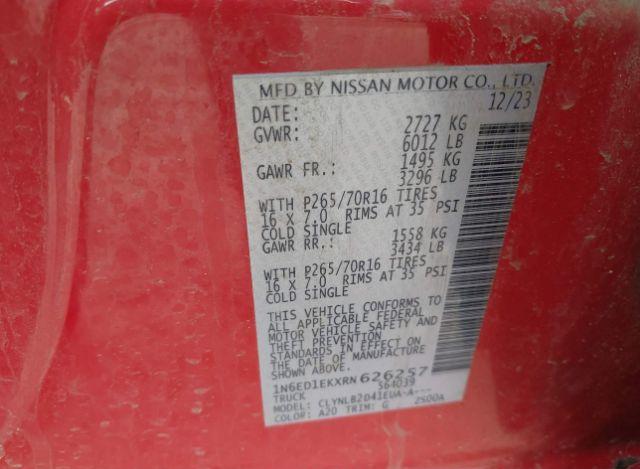 MFD BY NISSAN MOTOR CO., LTD.
DATE: 12/23
GVWR: 2727 KG
6012 LB
GAWR FR.: 1495 KG
3296 LB
WITH P265/70R16 TIRES
16 X 7.0 RIMS AT 35 PSI
COLD SINGLE
GAWR RR.: 1558 KG
3434 LB
WITH P265/70R16 TIRES
16 X 7.0 RIMS AT 35 PSI
COLD SINGLE
THIS VEHICLE CONFORMS TO
ALL APPLICABLE FEDERAL
MOTOR VEHICLE SAFETY AND
THEFT PREVENTION
STANDARDS IN EFFECT ON
THE DATE OF MANUFACTURE
SHOWN ABOVE.
1N6ED1EKXRN626257
TRUCK 564039
MODEL: CLYNLB2D41EUA-A---
COLOR: A20 TRIM: G 2S00A